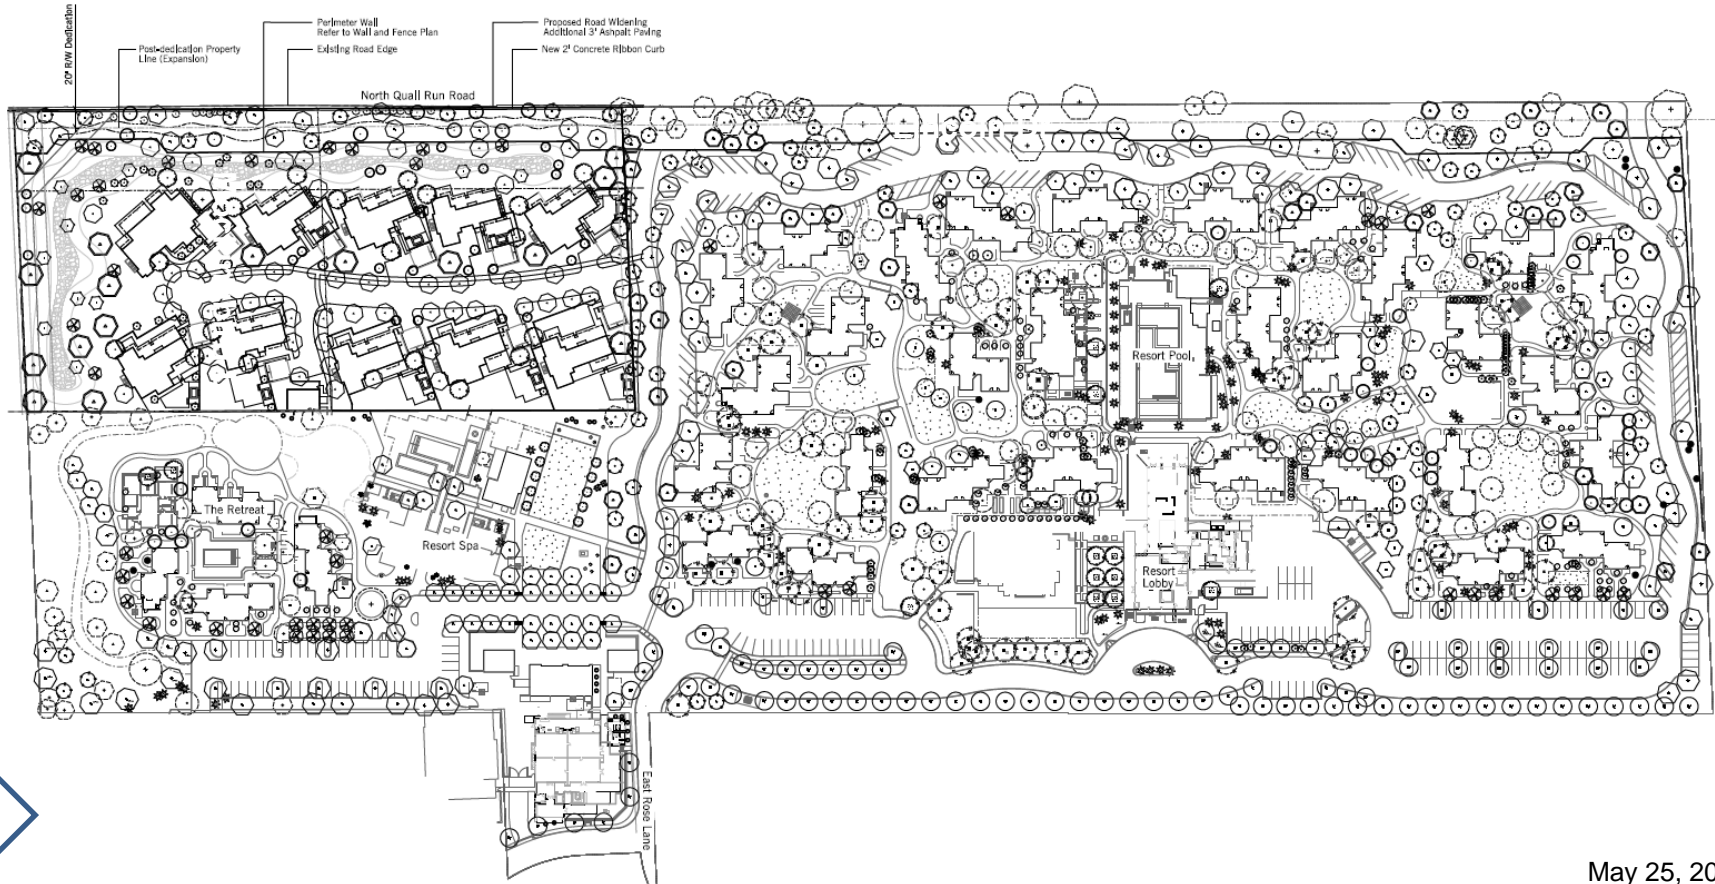 20' R/W Dedication
Perimeter Wall
Refer to Wall and Fence Plan
Proposed Road Widening
Additional 3' Asphalt Paving
Post-dedication Property
Line (Expansion)
Existing Road Edge
New 2' Concrete Ribbon Curb
North Quail Run Road
Resort Pool
The Retreat
Resort Spa
Resort
Lobby
East Rose Lane
May 25, 20